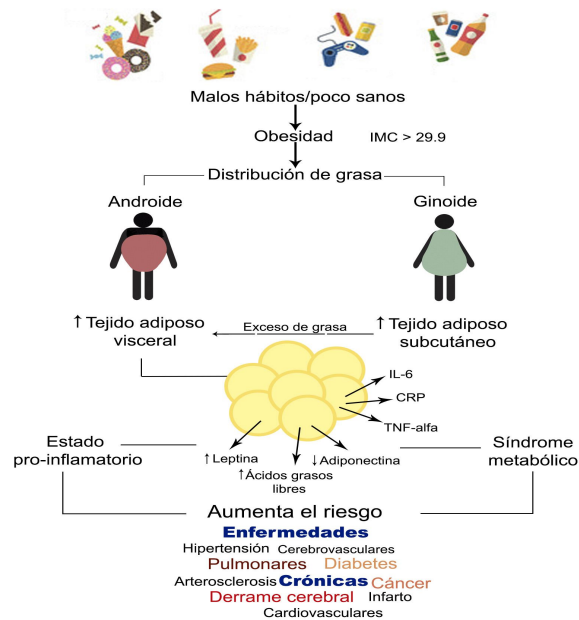 Malos hábitos/poco sanos
Obesidad
IMC > 29.9
Distribución de grasa
Androide
Ginoide
↑ Tejido adiposo
visceral
Exceso de grasa
↑ Tejido adiposo
subcutáneo
IL-6
CRP
TNF-alfa
Estado
pro-inflamatorio
↑Leptina
↑Ácidos grasos
libres
↓Adiponectina
Síndrome
metabólico
Aumenta el riesgo
Enfermedades
Hipertensión Cerebrovasculares
Pulmonares Diabetes
Arterosclerosis Crónicas Cáncer
Derrame cerebral Infarto
Cardiovasculares